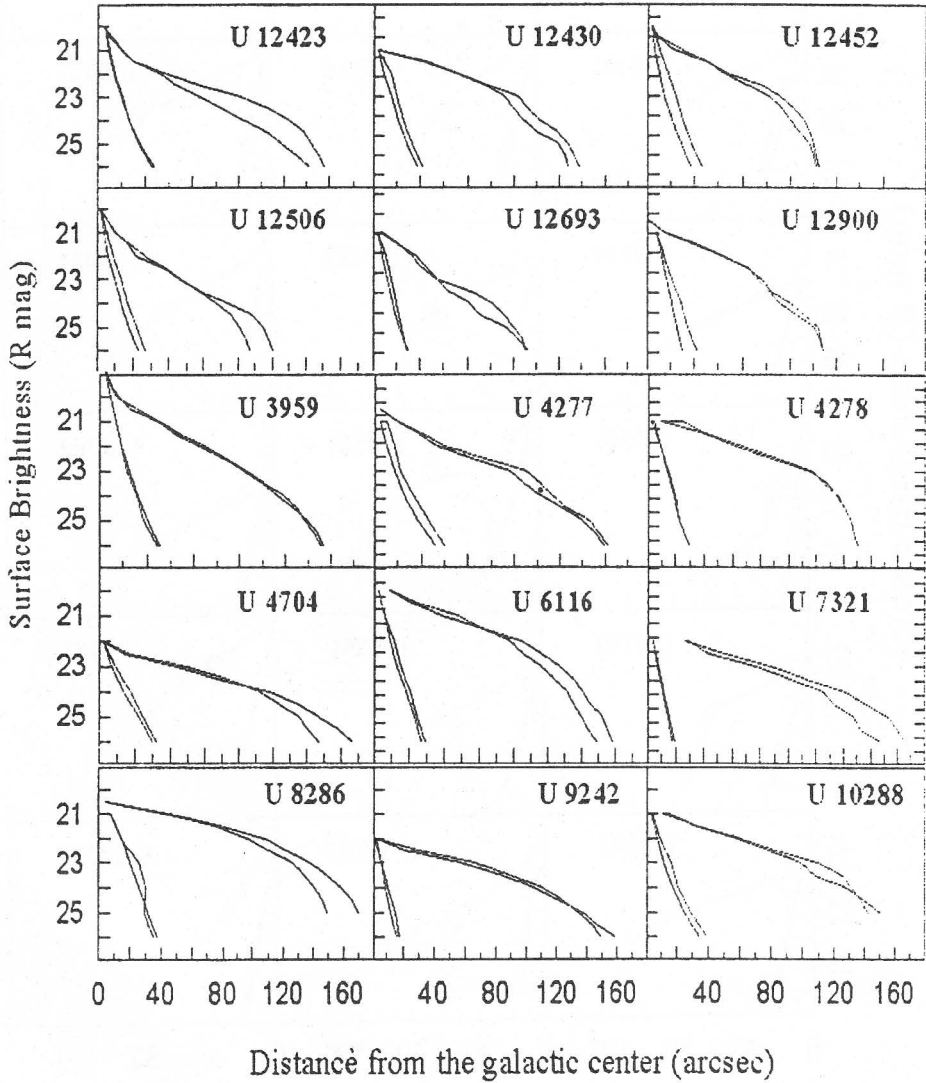 U 12423 U 12430 U 12452
21
23
25
U 12506 U 12693 U 12900
21
23
25
U 3959 U 4277 U 4278
21
23
25
U 4704 U 6116 U 7321
21
23
25
U 8286 U 9242 U 10288
21
23
25
0 40 80 120 160 40 80 120 160 40 80 120 160
Surface Brightness (R mag)
Distance from the galactic center (arcsec)